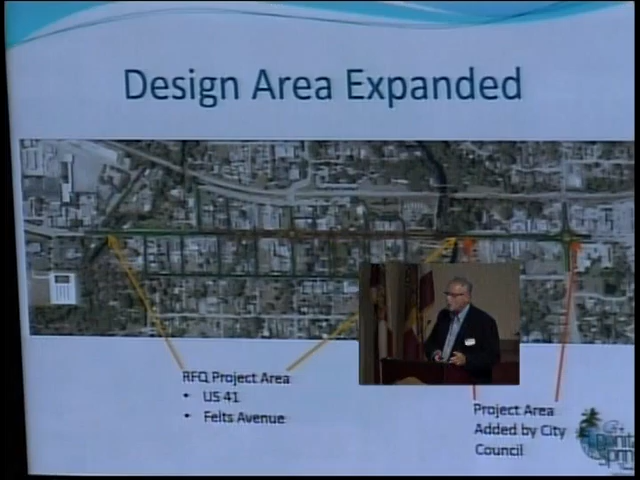 Design Area Expanded
RFQ Project Area
• US 41
• Felts Avenue
Project Area
Added by City
Council